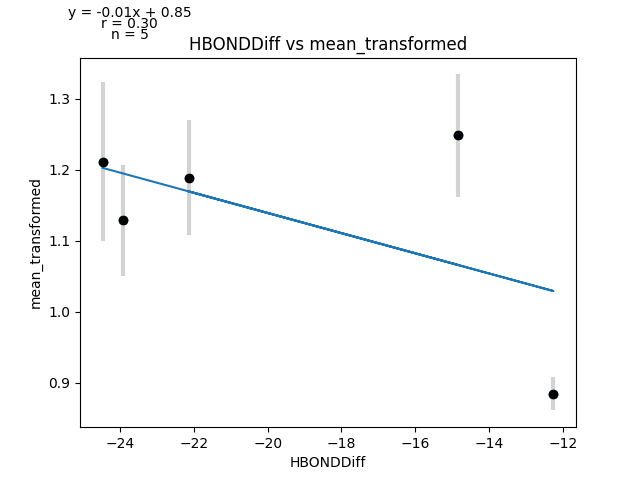 y = -0.01x + 0.85
r = 0.30
n = 5
HBONDDiff vs mean_transformed
mean_transformed
1.3
1.2
1.1
1.0
0.9
−24
−22
−20
−18
−16
−14
−12
HBONDDiff